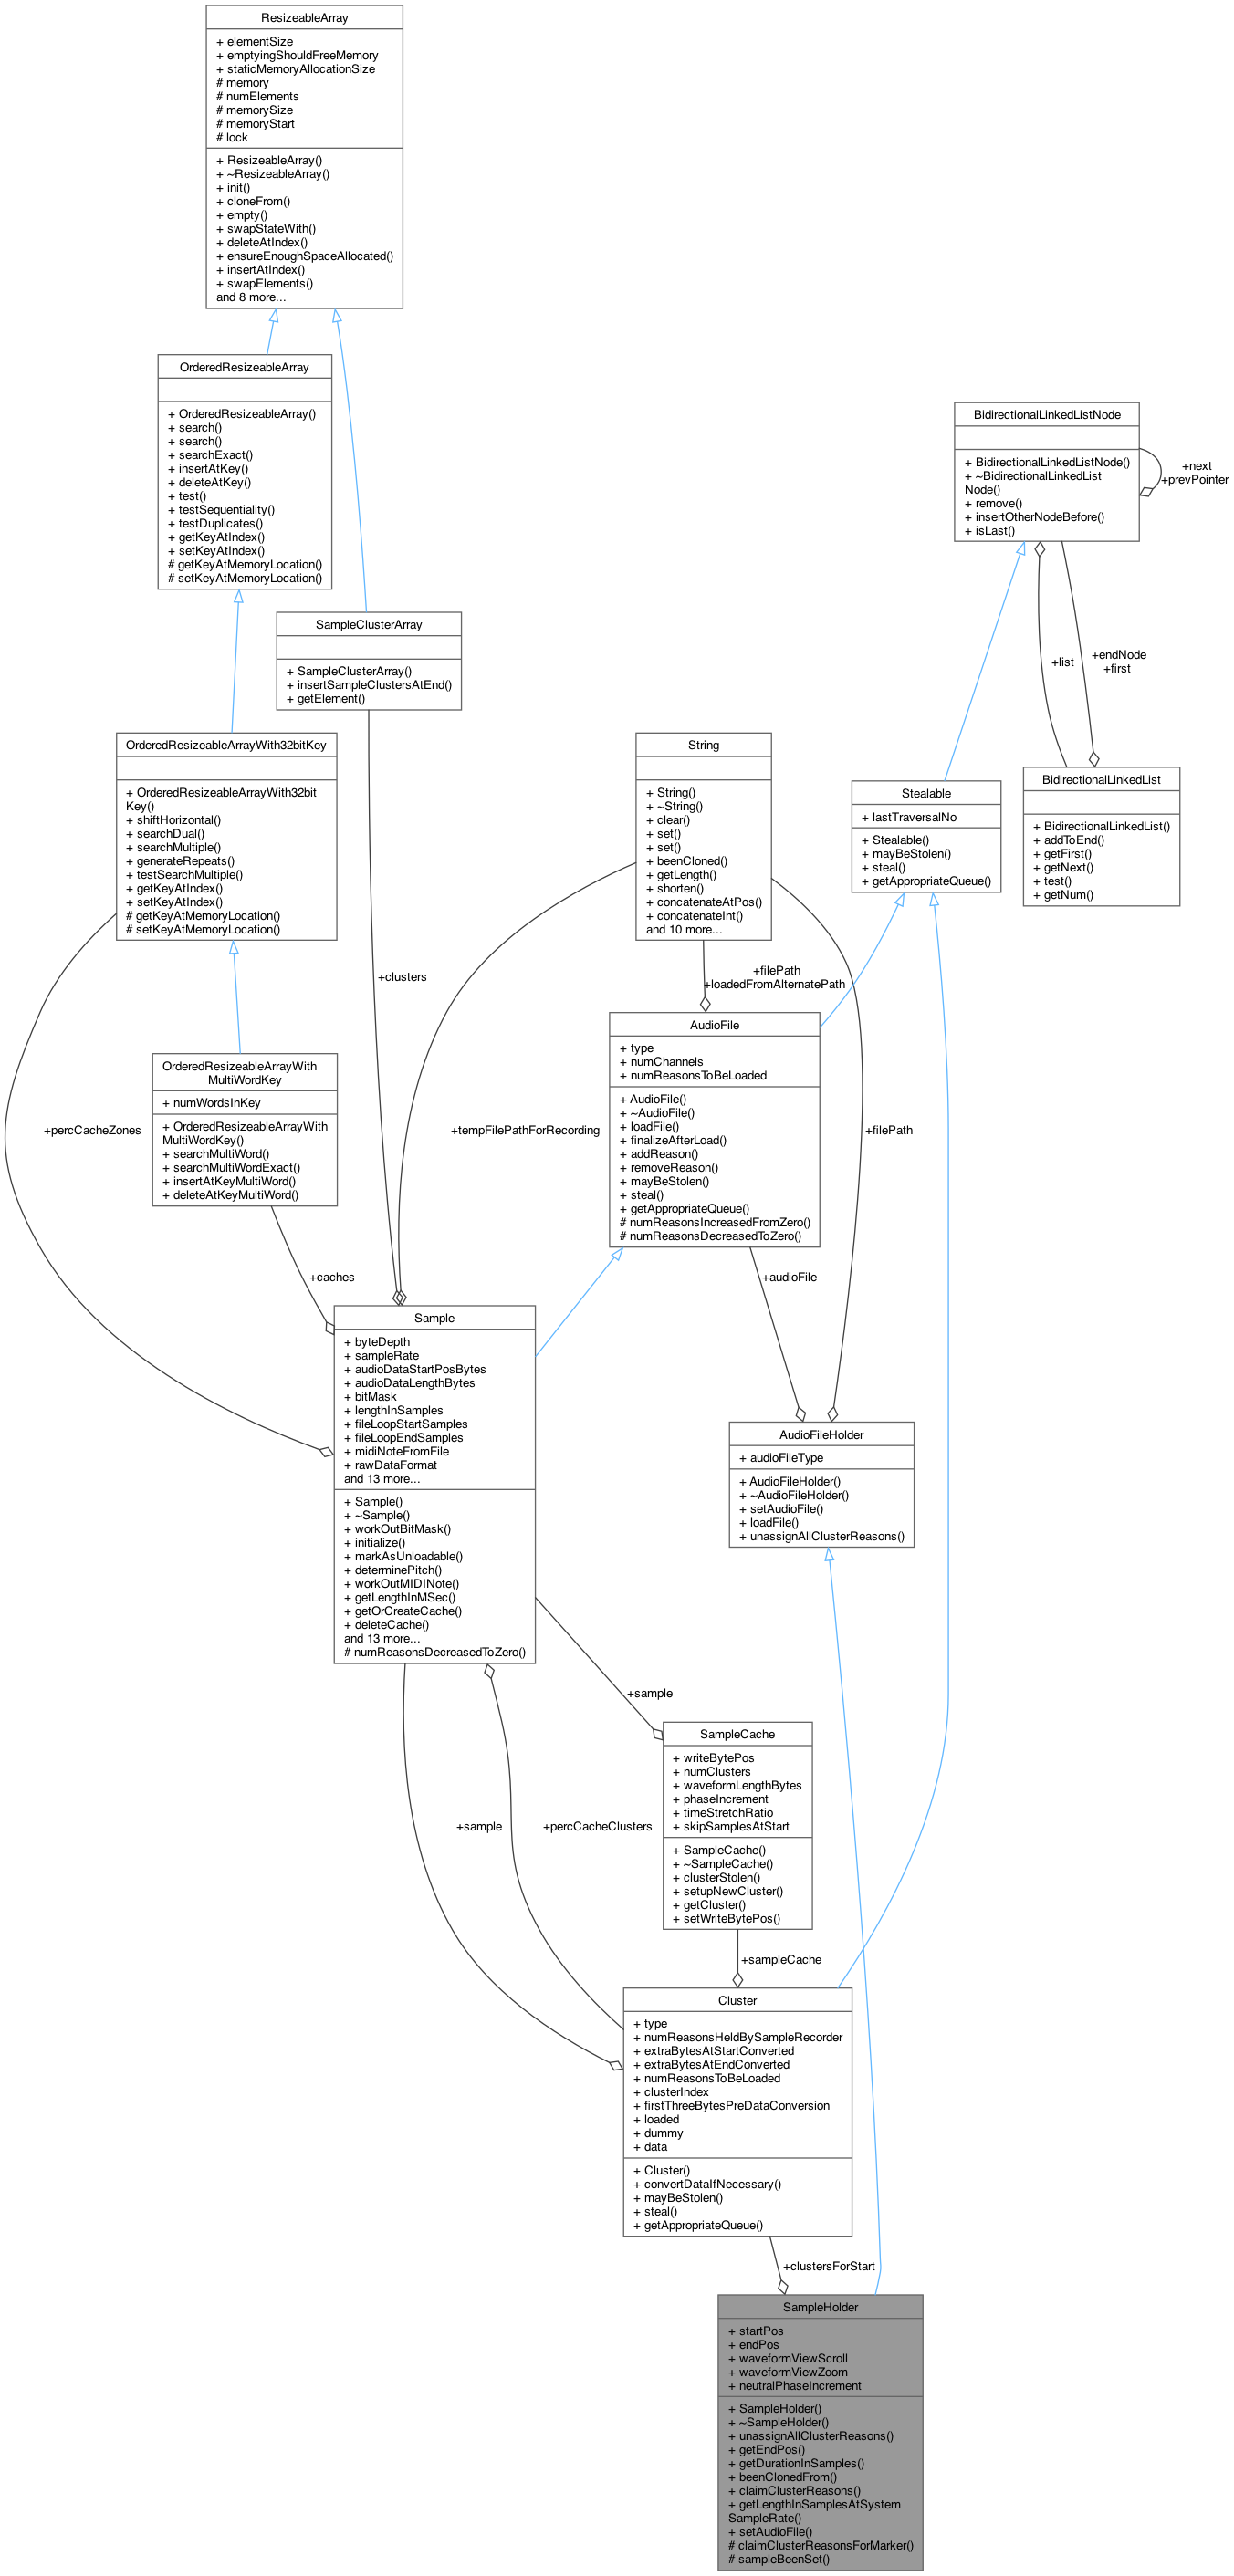 ResizeableArray
+ elementSize
+ emptyingShouldFreeMemory
+ staticMemoryAllocationSize
# memory
# numElements
# memorySize
# memoryStart
# lock
+ ResizeableArray()
+ ~ResizeableArray()
+ init()
+ cloneFrom()
+ empty()
+ swapStateWith()
+ deleteAtIndex()
+ ensureEnoughSpaceAllocated()
+ insertAtIndex()
+ swapElements()
and 8 more...
OrderedResizeableArray
+ OrderedResizeableArray()
+ search()
+ search()
+ searchExact()
+ insertAtKey()
+ deleteAtKey()
+ test()
+ testSequentiality()
+ testDuplicates()
+ getKeyAtIndex()
+ setKeyAtIndex()
# getKeyAtMemoryLocation()
# setKeyAtMemoryLocation()
BidirectionalLinkedListNode
+ BidirectionalLinkedListNode()
+ ~BidirectionalLinkedList
Node()
+ remove()
+ insertOtherNodeBefore()
+ isLast()
+next
+prevPointer
SampleClusterArray
+ SampleClusterArray()
+ insertSampleClustersAtEnd()
+ getElement()
+list
+endNode
+first
OrderedResizeableArrayWith32bitKey
+ OrderedResizeableArrayWith32bit
Key()
+ shiftHorizontal()
+ searchDual()
+ searchMultiple()
+ generateRepeats()
+ testSearchMultiple()
+ getKeyAtIndex()
+ setKeyAtIndex()
# getKeyAtMemoryLocation()
# setKeyAtMemoryLocation()
String
+ String()
+ ~String()
+ clear()
+ set()
+ set()
+ beenCloned()
+ getLength()
+ shorten()
+ concatenateAtPos()
+ concatenateInt()
and 10 more...
Stealable
+ lastTraversalNo
+ Stealable()
+ mayBeStolen()
+ steal()
+ getAppropriateQueue()
BidirectionalLinkedList
+ BidirectionalLinkedList()
+ addToEnd()
+ getFirst()
+ getNext()
+ test()
+ getNum()
+clusters
+filePath
+loadedFromAlternatePath
OrderedResizeableArrayWith
MultiWordKey
+ numWordsInKey
+ OrderedResizeableArrayWith
MultiWordKey()
+ searchMultiWord()
+ searchMultiWordExact()
+ insertAtKeyMultiWord()
+ deleteAtKeyMultiWord()
AudioFile
+ type
+ numChannels
+ numReasonsToBeLoaded
+ AudioFile()
+ ~AudioFile()
+ loadFile()
+ finalizeAfterLoad()
+ addReason()
+ removeReason()
+ mayBeStolen()
+ steal()
+ getAppropriateQueue()
# numReasonsIncreasedFromZero()
# numReasonsDecreasedToZero()
+percCacheZones
+tempFilePathForRecording
+filePath
+caches
+audioFile
Sample
+ byteDepth
+ sampleRate
+ audioDataStartPosBytes
+ audioDataLengthBytes
+ bitMask
+ lengthInSamples
+ fileLoopStartSamples
+ fileLoopEndSamples
+ midiNoteFromFile
+ rawDataFormat
and 13 more...
+ Sample()
+ ~Sample()
+ workOutBitMask()
+ initialize()
+ markAsUnloadable()
+ determinePitch()
+ workOutMIDINote()
+ getLengthInMSec()
+ getOrCreateCache()
+ deleteCache()
and 13 more...
# numReasonsDecreasedToZero()
AudioFileHolder
+ audioFileType
+ AudioFileHolder()
+ ~AudioFileHolder()
+ setAudioFile()
+ loadFile()
+ unassignAllClusterReasons()
+sample
SampleCache
+ writeBytePos
+ numClusters
+ waveformLengthBytes
+ phaseIncrement
+ timeStretchRatio
+ skipSamplesAtStart
+ SampleCache()
+ ~SampleCache()
+ clusterStolen()
+ setupNewCluster()
+ getCluster()
+ setWriteBytePos()
+sample
+percCacheClusters
+sampleCache
Cluster
+ type
+ numReasonsHeldBySampleRecorder
+ extraBytesAtStartConverted
+ extraBytesAtEndConverted
+ numReasonsToBeLoaded
+ clusterIndex
+ firstThreeBytesPreDataConversion
+ loaded
+ dummy
+ data
+ Cluster()
+ convertDataIfNecessary()
+ mayBeStolen()
+ steal()
+ getAppropriateQueue()
+clustersForStart
SampleHolder
+ startPos
+ endPos
+ waveformViewScroll
+ waveformViewZoom
+ neutralPhaseIncrement
+ SampleHolder()
+ ~SampleHolder()
+ unassignAllClusterReasons()
+ getEndPos()
+ getDurationInSamples()
+ beenClonedFrom()
+ claimClusterReasons()
+ getLengthInSamplesAtSystem
SampleRate()
+ setAudioFile()
# claimClusterReasonsForMarker()
# sampleBeenSet()